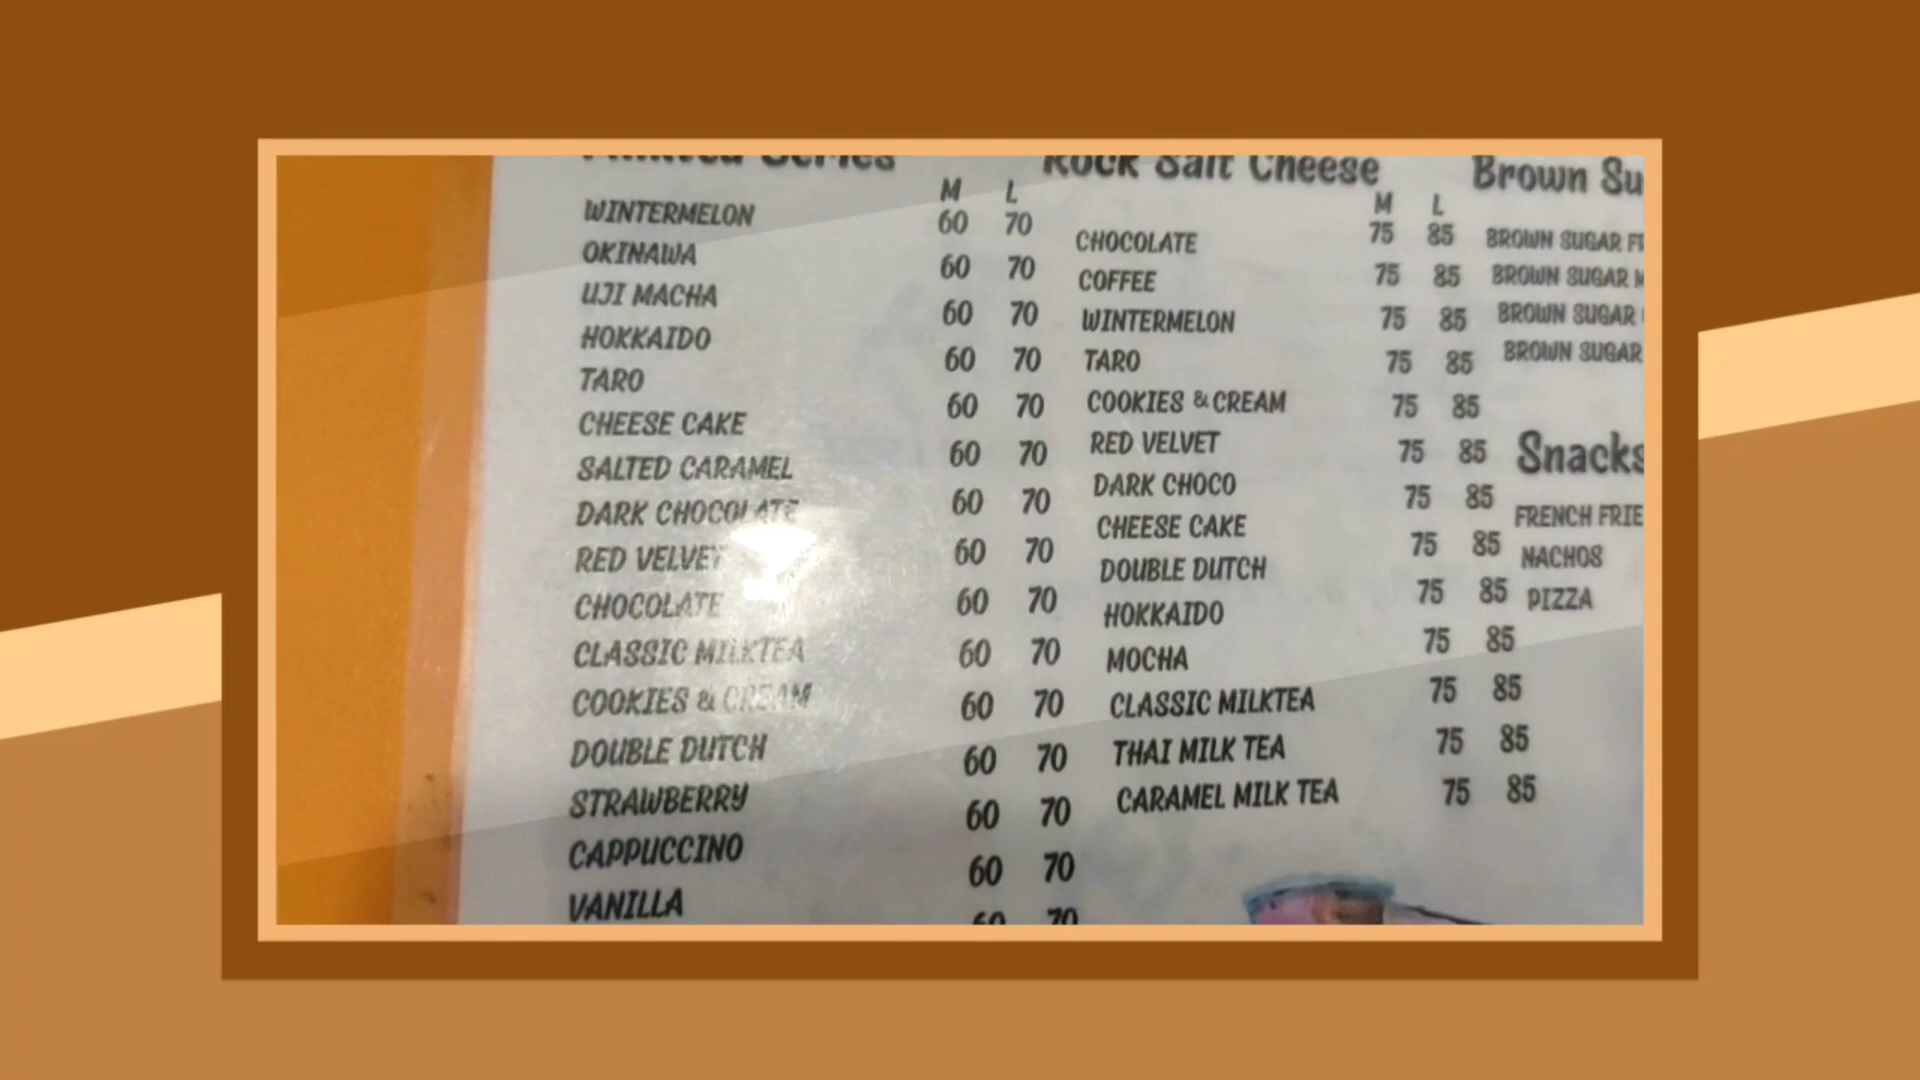 Series
M L
WINTERMELON 60 70
OKINAWA 60 70
UJI MACHA 60 70
HOKKAIDO 60 70
TARO 60 70
CHEESE CAKE 60 70
SALTED CARAMEL 60 70
DARK CHOCOLATE 60 70
RED VELVET 60 70
CHOCOLATE 60 70
CLASSIC MILKTEA 60 70
COOKIES & CREAM 60 70
DOUBLE DUTCH 60 70
STRAWBERRY 60 70
CAPPUCCINO 60 70
VANILLA 60 70
Rock Salt Cheese
M L
CHOCOLATE 75 85
COFFEE 75 85
WINTERMELON 75 85
TARO 75 85
COOKIES & CREAM 75 85
RED VELVET 75 85
DARK CHOCO 75 85
CHEESE CAKE 75 85
DOUBLE DUTCH 75 85
HOKKAIDO 75 85
MOCHA 75 85
CLASSIC MILKTEA 75 85
THAI MILK TEA 75 85
CARAMEL MILK TEA 75 85
Brown Su
BROWN SUGAR
BROWN SUGAR
BROWN SUGAR
BROWN SUGAR
Snacks
FRENCH FRIE
NACHOS
PIZZA